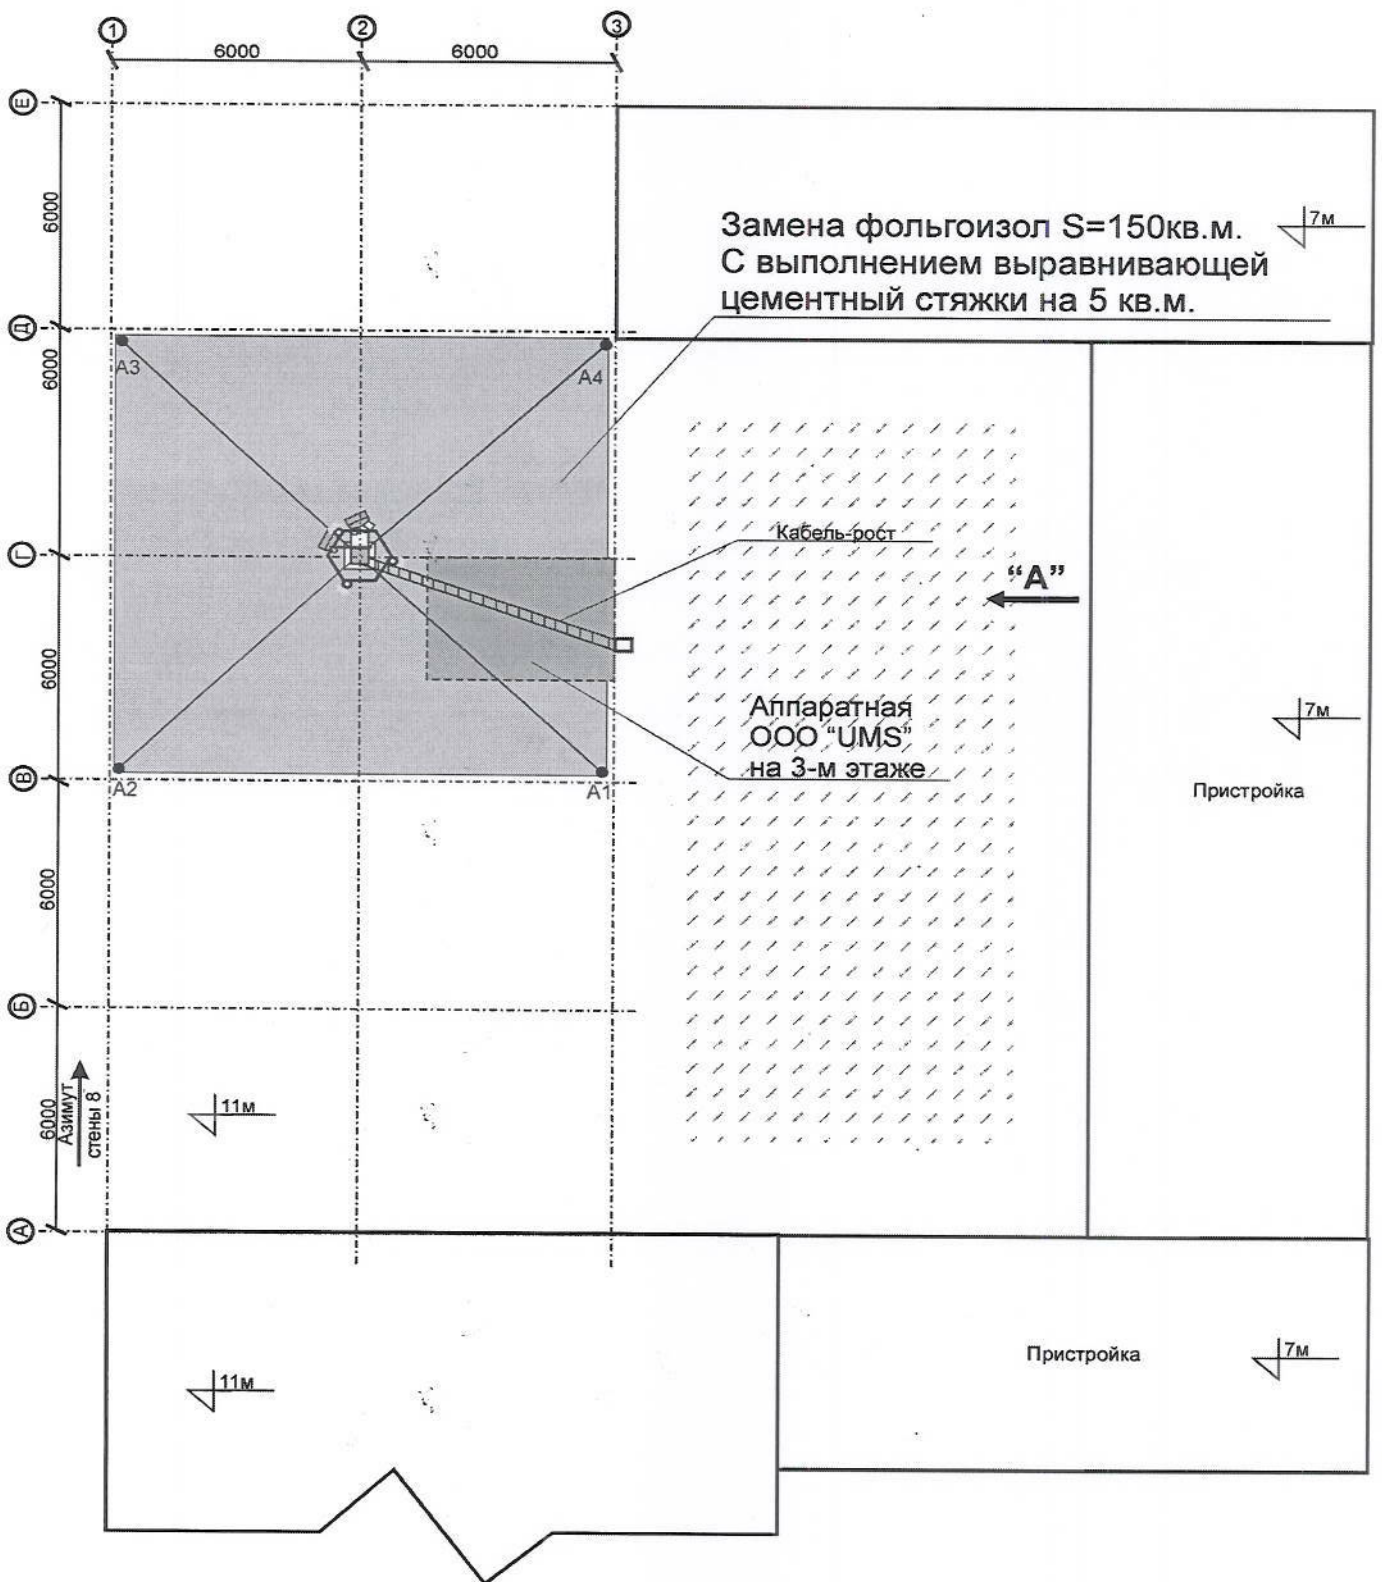 1 2 3
6000 6000
Е
6000
Замена фольгоизол S=150кв.м.
С выполнением выравнивающей
цементный стяжки на 5 кв.м.
7м
Д
6000
А3
А4
Кабель-рост
Г
“А”
6000
Аппаратная
ООО “UMS”
на 3-м этаже
7м
В
А2
А1
Пристройка
6000
Б
6000
Азимут
стены 8
11м
А
Пристройка
7м
11м